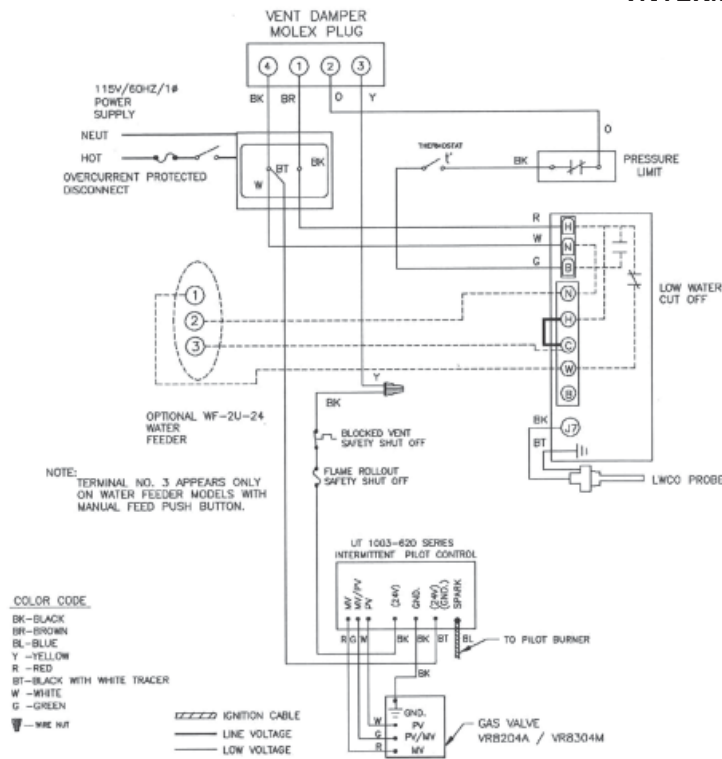 VENT DAMPER
MOLEX PLUG
4 1 2 3
BK BR O Y
115V/60HZ/1Ø
POWER
SUPPLY
NEUT
HOT
OVERCURRENT PROTECTED
DISCONNECT
BT BK
W
THERMOSTAT
t°
BK
O
PRESSURE
LIMIT
R H
W N
G B
N
H
C
W
B
LOW WATER
CUT OFF
1
2
3
OPTIONAL WF-2U-24
WATER
FEEDER
Y
BK
BLOCKED VENT
SAFETY SHUT OFF
FLAME ROLLOUT
SAFETY SHUT OFF
BK J7
BT
LWCO PROBE
NOTE:
TERMINAL NO. 3 APPEARS ONLY
ON WATER FEEDER MODELS WITH
MANUAL FEED PUSH BUTTON.
UT 1003-620 SERIES
INTERMITTENT PILOT CONTROL
MV MV/PV PV (24V) GND. (24V) (GND.) SPARK
R G W BK BK BT BL
TO PILOT BURNER
BK
COLOR CODE
BK-BLACK
BR-BROWN
BL-BLUE
Y -YELLOW
R -RED
BT-BLACK WITH WHITE TRACER
W -WHITE
G -GREEN
- WIRE NUT
IGNITION CABLE
LINE VOLTAGE
LOW VOLTAGE
GND.
W PV
G PV/MV
R MV
GAS VALVE
VR8204A / VR8304M